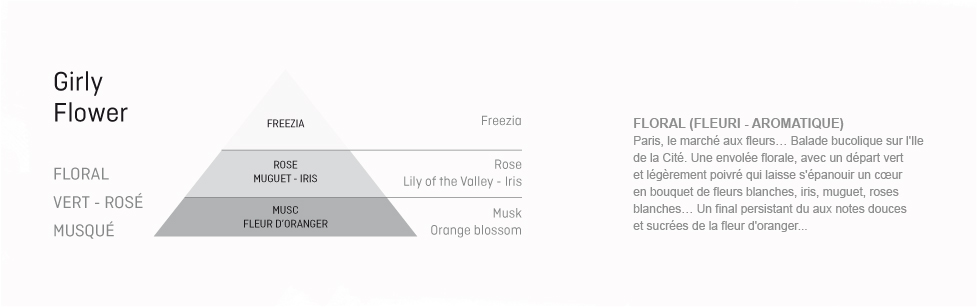 Girly
Flower
FLORAL
VERT - ROSÉ
MUSQUÉ
FREEZIA
ROSE
MUGUET - IRIS
MUSC
FLEUR D'ORANGER
Freezia
Rose
Lily of the Valley - Iris
Musk
Orange blossom
FLORAL (FLEURI - AROMATIQUE)
Paris, le marché aux fleurs… Balade bucolique sur l'Ile
de la Cité. Une envolée florale, avec un départ vert
et légèrement poivré qui laisse s'épanouir un cœur
en bouquet de fleurs blanches, iris, muguet, roses
blanches… Un final persistant du aux notes douces
et sucrées de la fleur d'oranger...